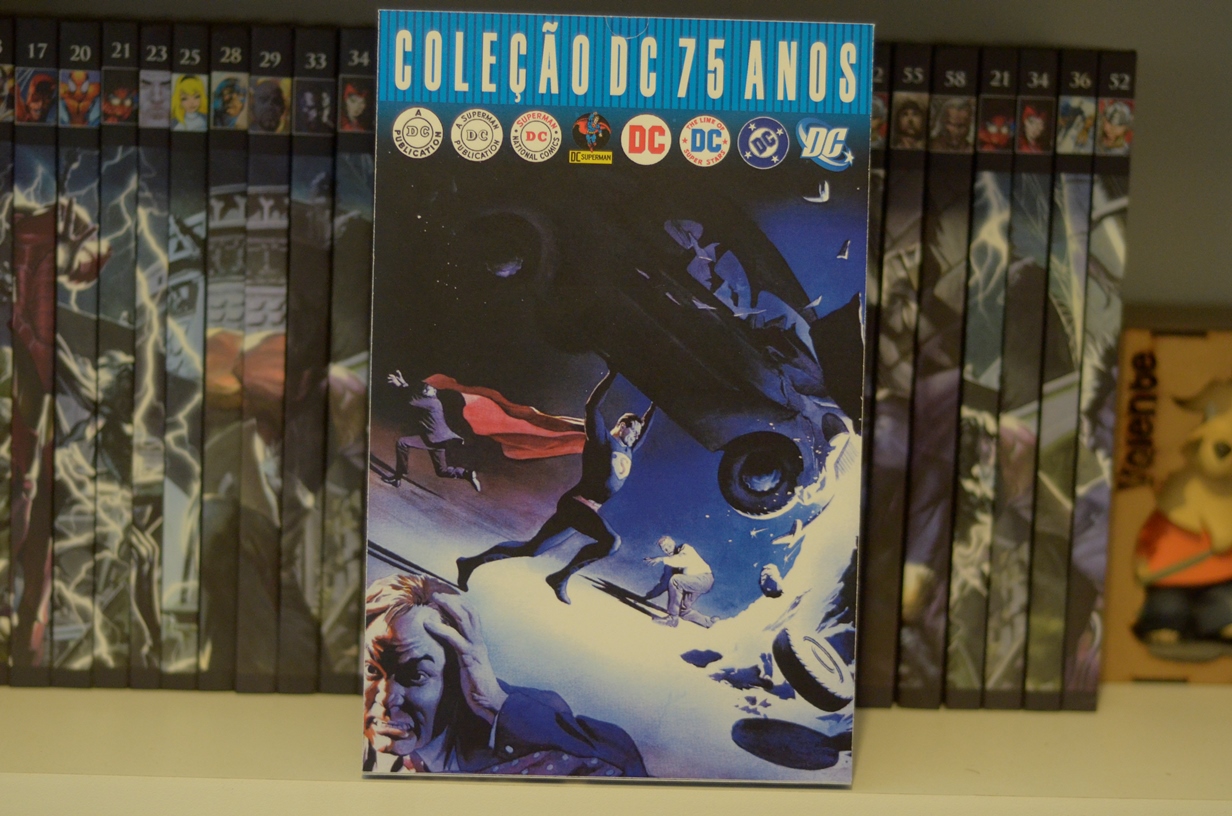 COLEÇÃO DC 75 ANOS
A DC PUBLICATION
A SUPERMAN DC PUBLICATION
SUPERMAN DC NATIONAL COMICS
DC SUPERMAN
DC
THE LINE OF DC SUPER STARS
DC
DC
17 20 21 23 25 28 29 33 34
55 58 21 34 36 52
Valente